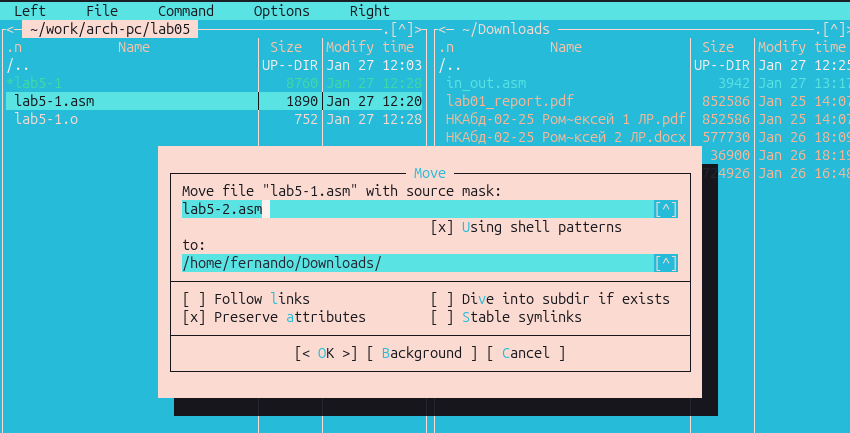 Left File Command Options Right
<─ ~/work/arch-pc/lab05 .[^]> <─ ~/Downloads .[^]>
.n Name Size Modify time .n Name Size Modify time
/.. UP--DIR Jan 27 12:03 /.. UP--DIR Jan 27 12:25
*lab5-1 8760 Jan 27 12:28 in_out.asm 3942 Jan 27 13:17
lab5-1.asm 1890 Jan 27 12:20 lab01_report.pdf 852586 Jan 25 14:07
lab5-1.o 752 Jan 27 12:28 НКАбд-02-25 Ром~ексей 1 ЛР.pdf 852586 Jan 25 14:07
НКАбд-02-25 Ром~ксей 2 ЛР.docx 577730 Jan 26 18:09
36900 Jan 26 18:19
Move 724926 Jan 26 16:48
Move file "lab5-1.asm" with source mask:
lab5-2.asm [^]
[x] Using shell patterns
to:
/home/fernando/Downloads/ [^]
[ ] Follow links [ ] Dive into subdir if exists
[x] Preserve attributes [ ] Stable symlinks
[< OK >] [ Background ] [ Cancel ]